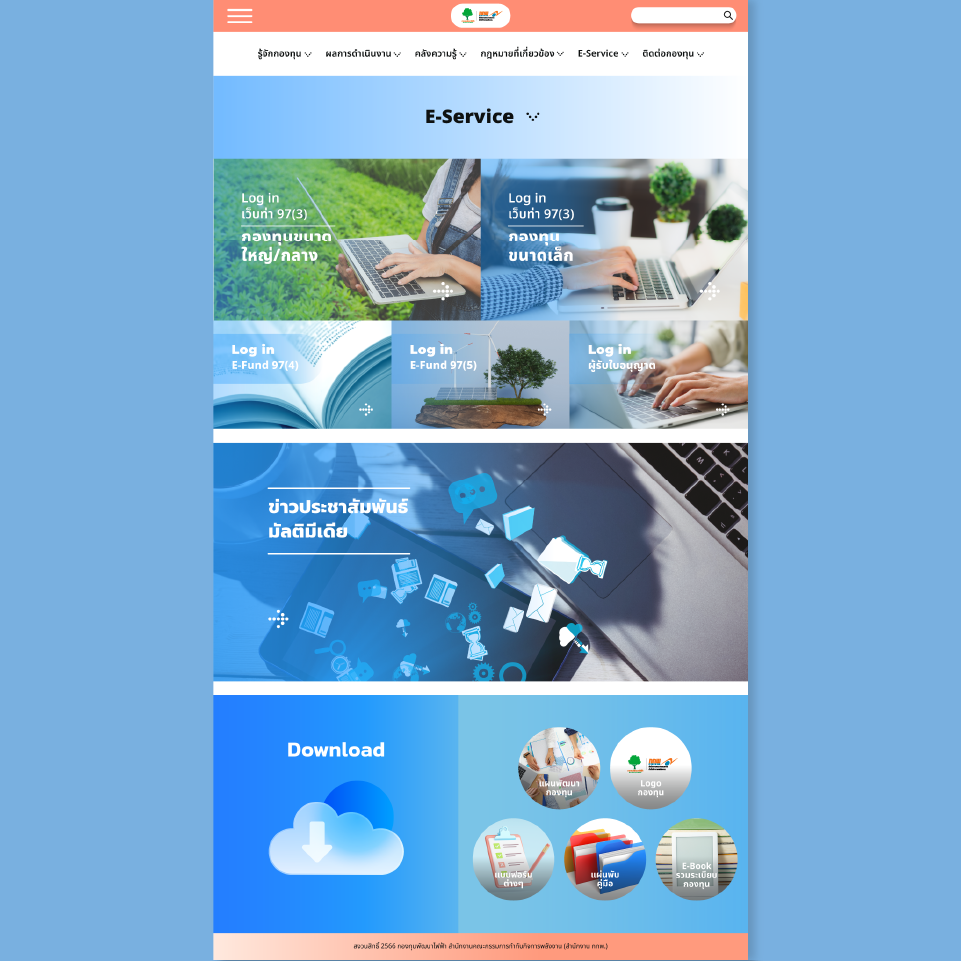 รู้จักกองทุน
ผลการดำเนินงาน
คลังความรู้
กฎหมายที่เกี่ยวข้อง
E-Service
ติดต่อกองทุน
E-Service
Log in
เว็บท่า 97(3)
กองทุนขนาด
ใหญ่/กลาง
Log in
เว็บท่า 97(3)
กองทุน
ขนาดเล็ก
Log in
E-Fund 97(4)
Log in
E-Fund 97(5)
Log in
ผู้รับใบอนุญาต
ข่าวประชาสัมพันธ์
มัลติมีเดีย
Download
แผนพัฒนา
กองทุน
Logo
กองทุน
แบบฟอร์ม
ต่างๆ
แผ่นพับ
คู่มือ
E-Book
รวมระเบียบ
กองทุน
สงวนสิทธิ์ 2566 กองทุนพัฒนาไฟฟ้า สำนักงานคณะกรรมการกำกับกิจการพลังงาน (สำนักงาน กกพ.)